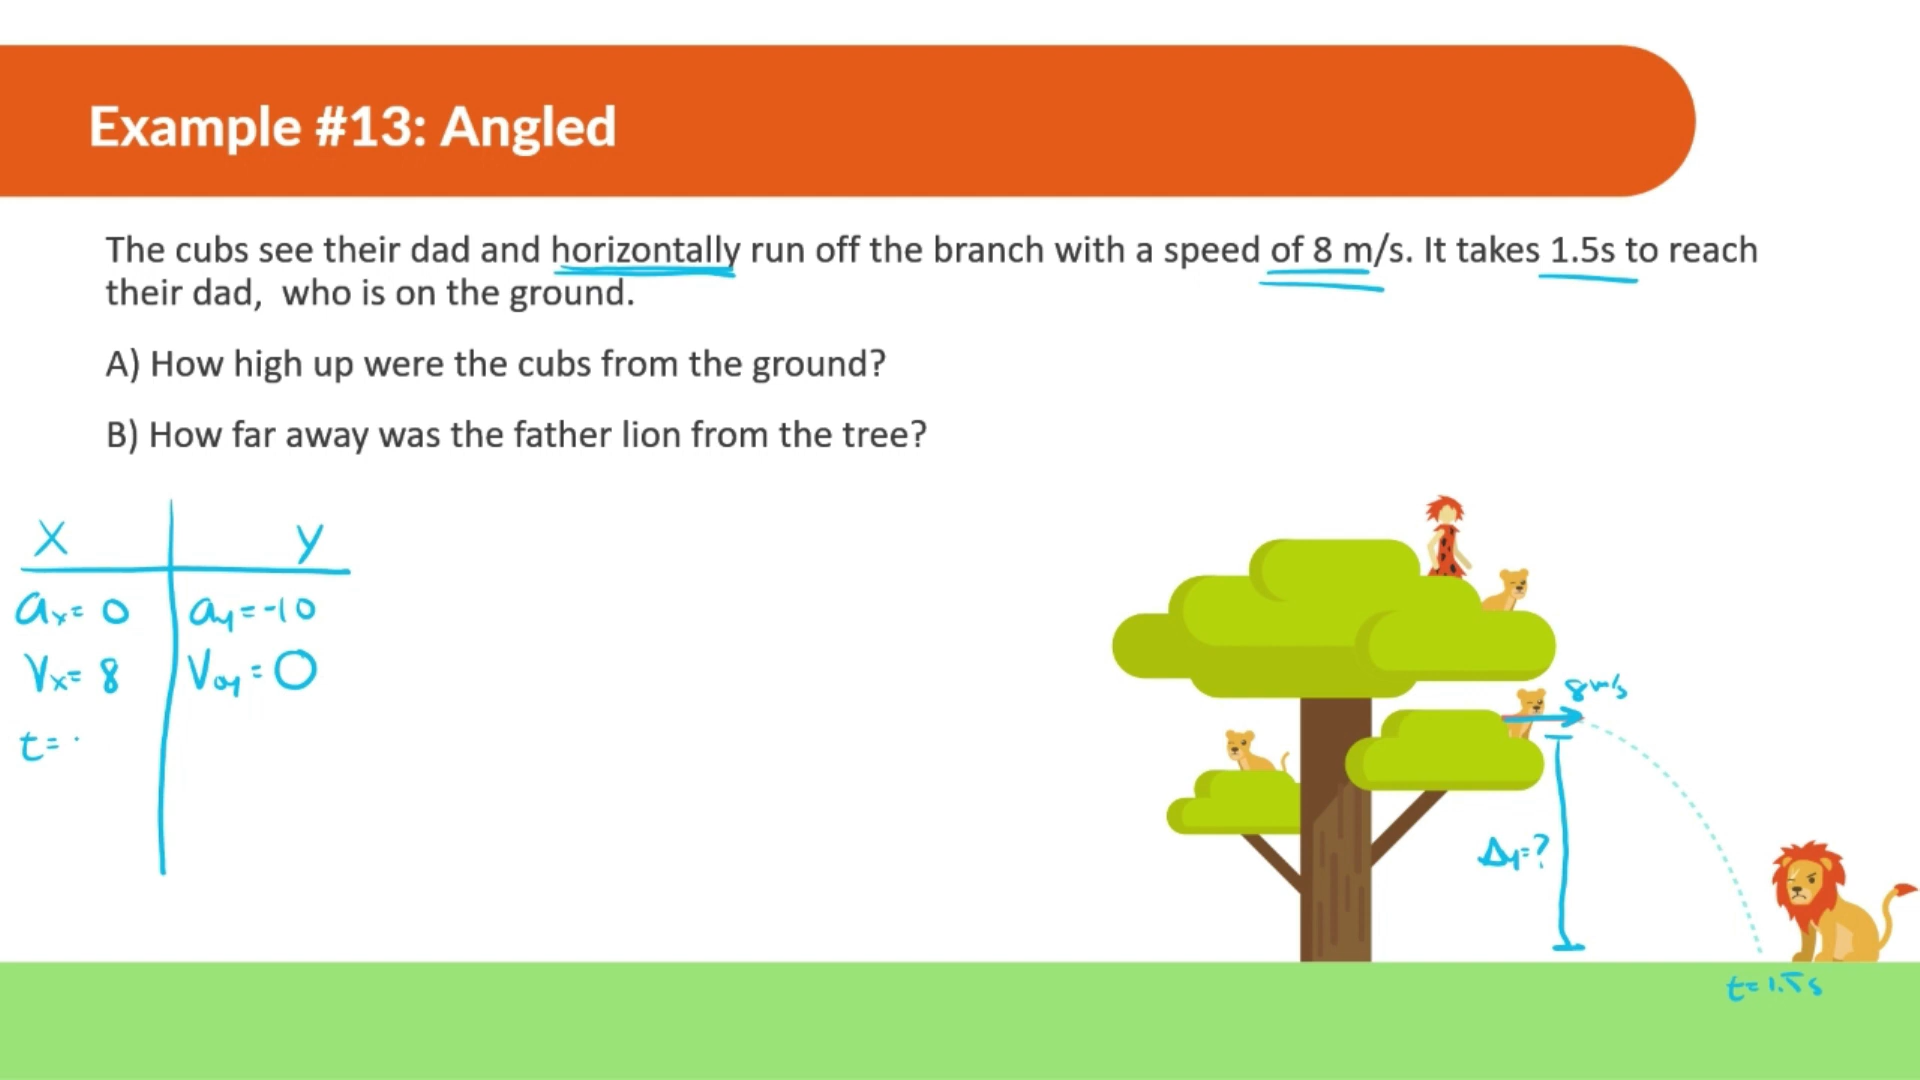 Example #13: Angled
The cubs see their dad and horizontally run off the branch with a speed of 8 m/s. It takes 1.5s to reach
their dad, who is on the ground.
A) How high up were the cubs from the ground?
B) How far away was the father lion from the tree?
X y
ax= 0 ay=-10
Vx= 8 Voy= 0
t=
8m/s
Δy=?
t=1.5s